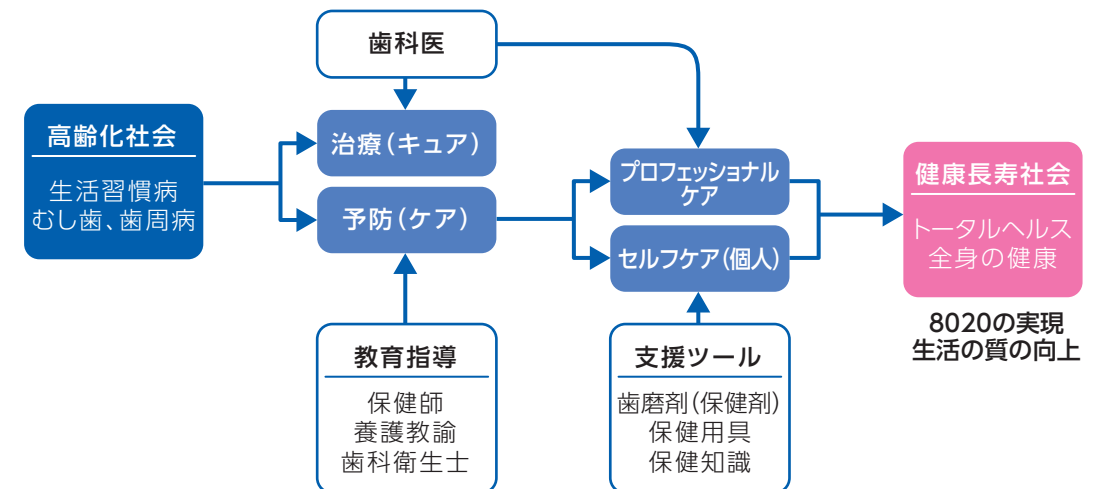 歯科医
高齢化社会
生活習慣病
むし歯、歯周病
治療(キュア)
予防(ケア)
教育指導
保健師
養護教諭
歯科衛生士
プロフェッショナル
ケア
セルフケア(個人)
支援ツール
歯磨剤(保健剤)
保健用具
保健知識
健康長寿社会
トータルヘルス
全身の健康
8020の実現
生活の質の向上